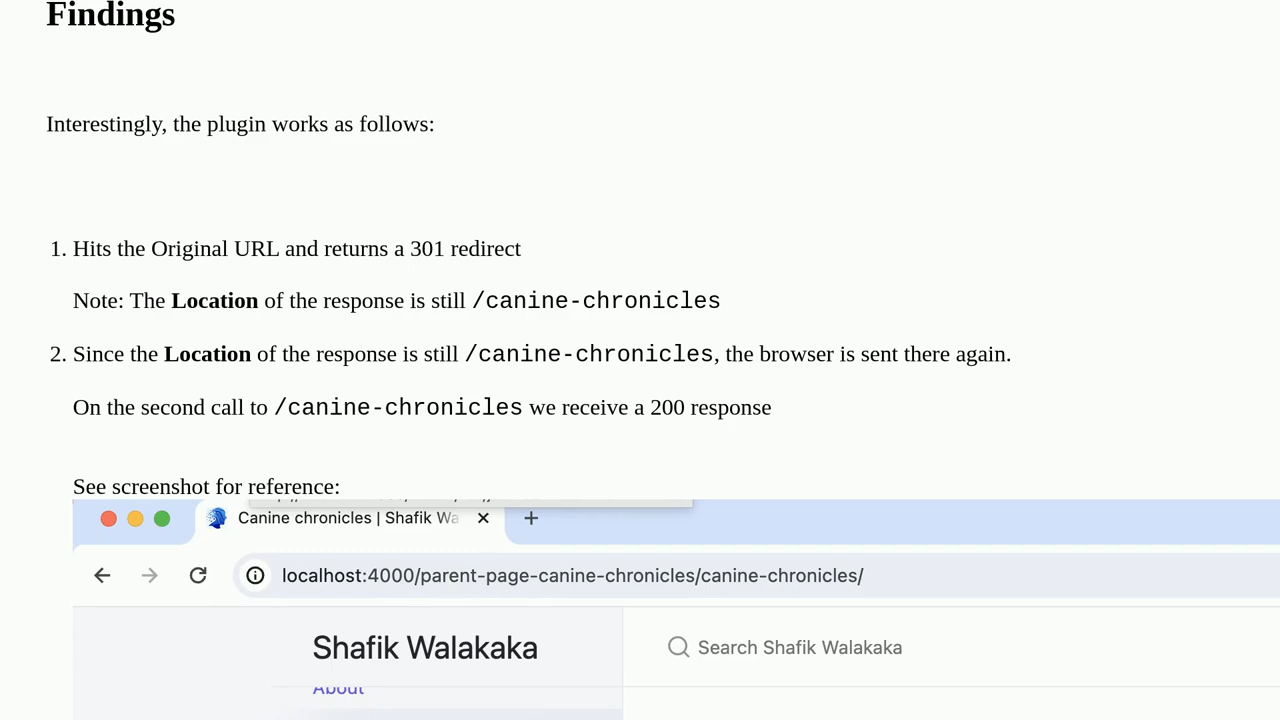 Findings
Interestingly, the plugin works as follows:
1. Hits the Original URL and returns a 301 redirect
Note: The Location of the response is still /canine-chronicles
2. Since the Location of the response is still /canine-chronicles, the browser is sent there again.
On the second call to /canine-chronicles we receive a 200 response
See screenshot for reference:
Canine chronicles | Shafik Wa
localhost:4000/parent-page-canine-chronicles/canine-chronicles/
Shafik Walakaka
Search Shafik Walakaka
About